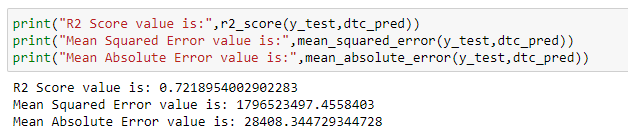 print("R2 Score value is:",r2_score(y_test,dtc_pred))
print("Mean Squared Error value is:",mean_squared_error(y_test,dtc_pred))
print("Mean Absolute Error value is:",mean_absolute_error(y_test,dtc_pred))
R2 Score value is: 0.7218954002902283
Mean Squared Error value is: 1796523497.4558403
Mean Absolute Error value is: 28408.344729344728